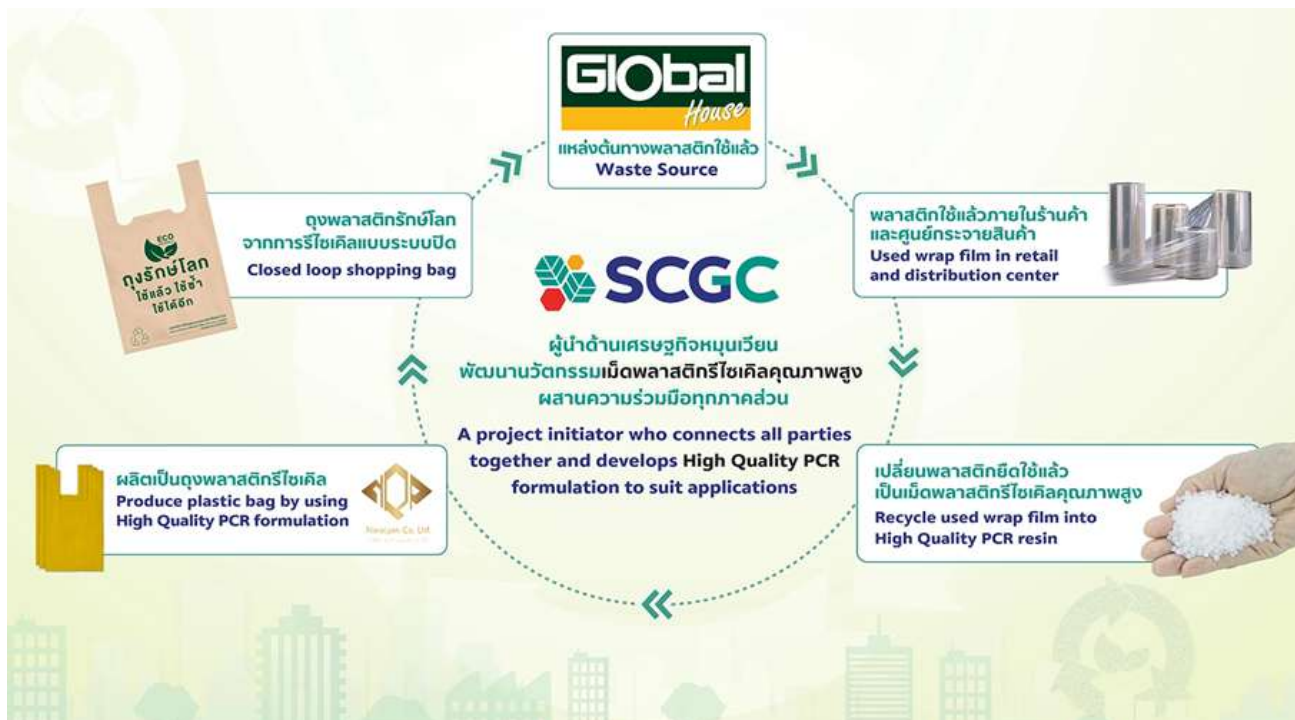 Global
House
แหล่งต้นทางพลาสติกใช้แล้ว
Waste Source
พลาสติกใช้แล้วภายในร้านค้า
และศูนย์กระจายสินค้า
Used wrap film in retail
and distribution center
เปลี่ยนพลาสติกยืดใช้แล้ว
เป็นเม็ดพลาสติกรีไซเคิลคุณภาพสูง
Recycle used wrap film into
High Quality PCR resin
ผลิตเป็นถุงพลาสติกรีไซเคิล
Produce plastic bag by using
High Quality PCR formulation
ถุงพลาสติกรักษ์โลก
จากการรีไซเคิลแบบระบบปิด
Closed loop shopping bag
ECO
ถุงรักษ์โลก
ใช้แล้ว ใช้ซ้ำ
ใช้ได้อีก
SCGC
ผู้นำด้านเศรษฐกิจหมุนเวียน
พัฒนานวัตกรรมเม็ดพลาสติกรีไซเคิลคุณภาพสูง
ผสานความร่วมมือทุกภาคส่วน
A project initiator who connects all parties
together and develops High Quality PCR
formulation to suit applications